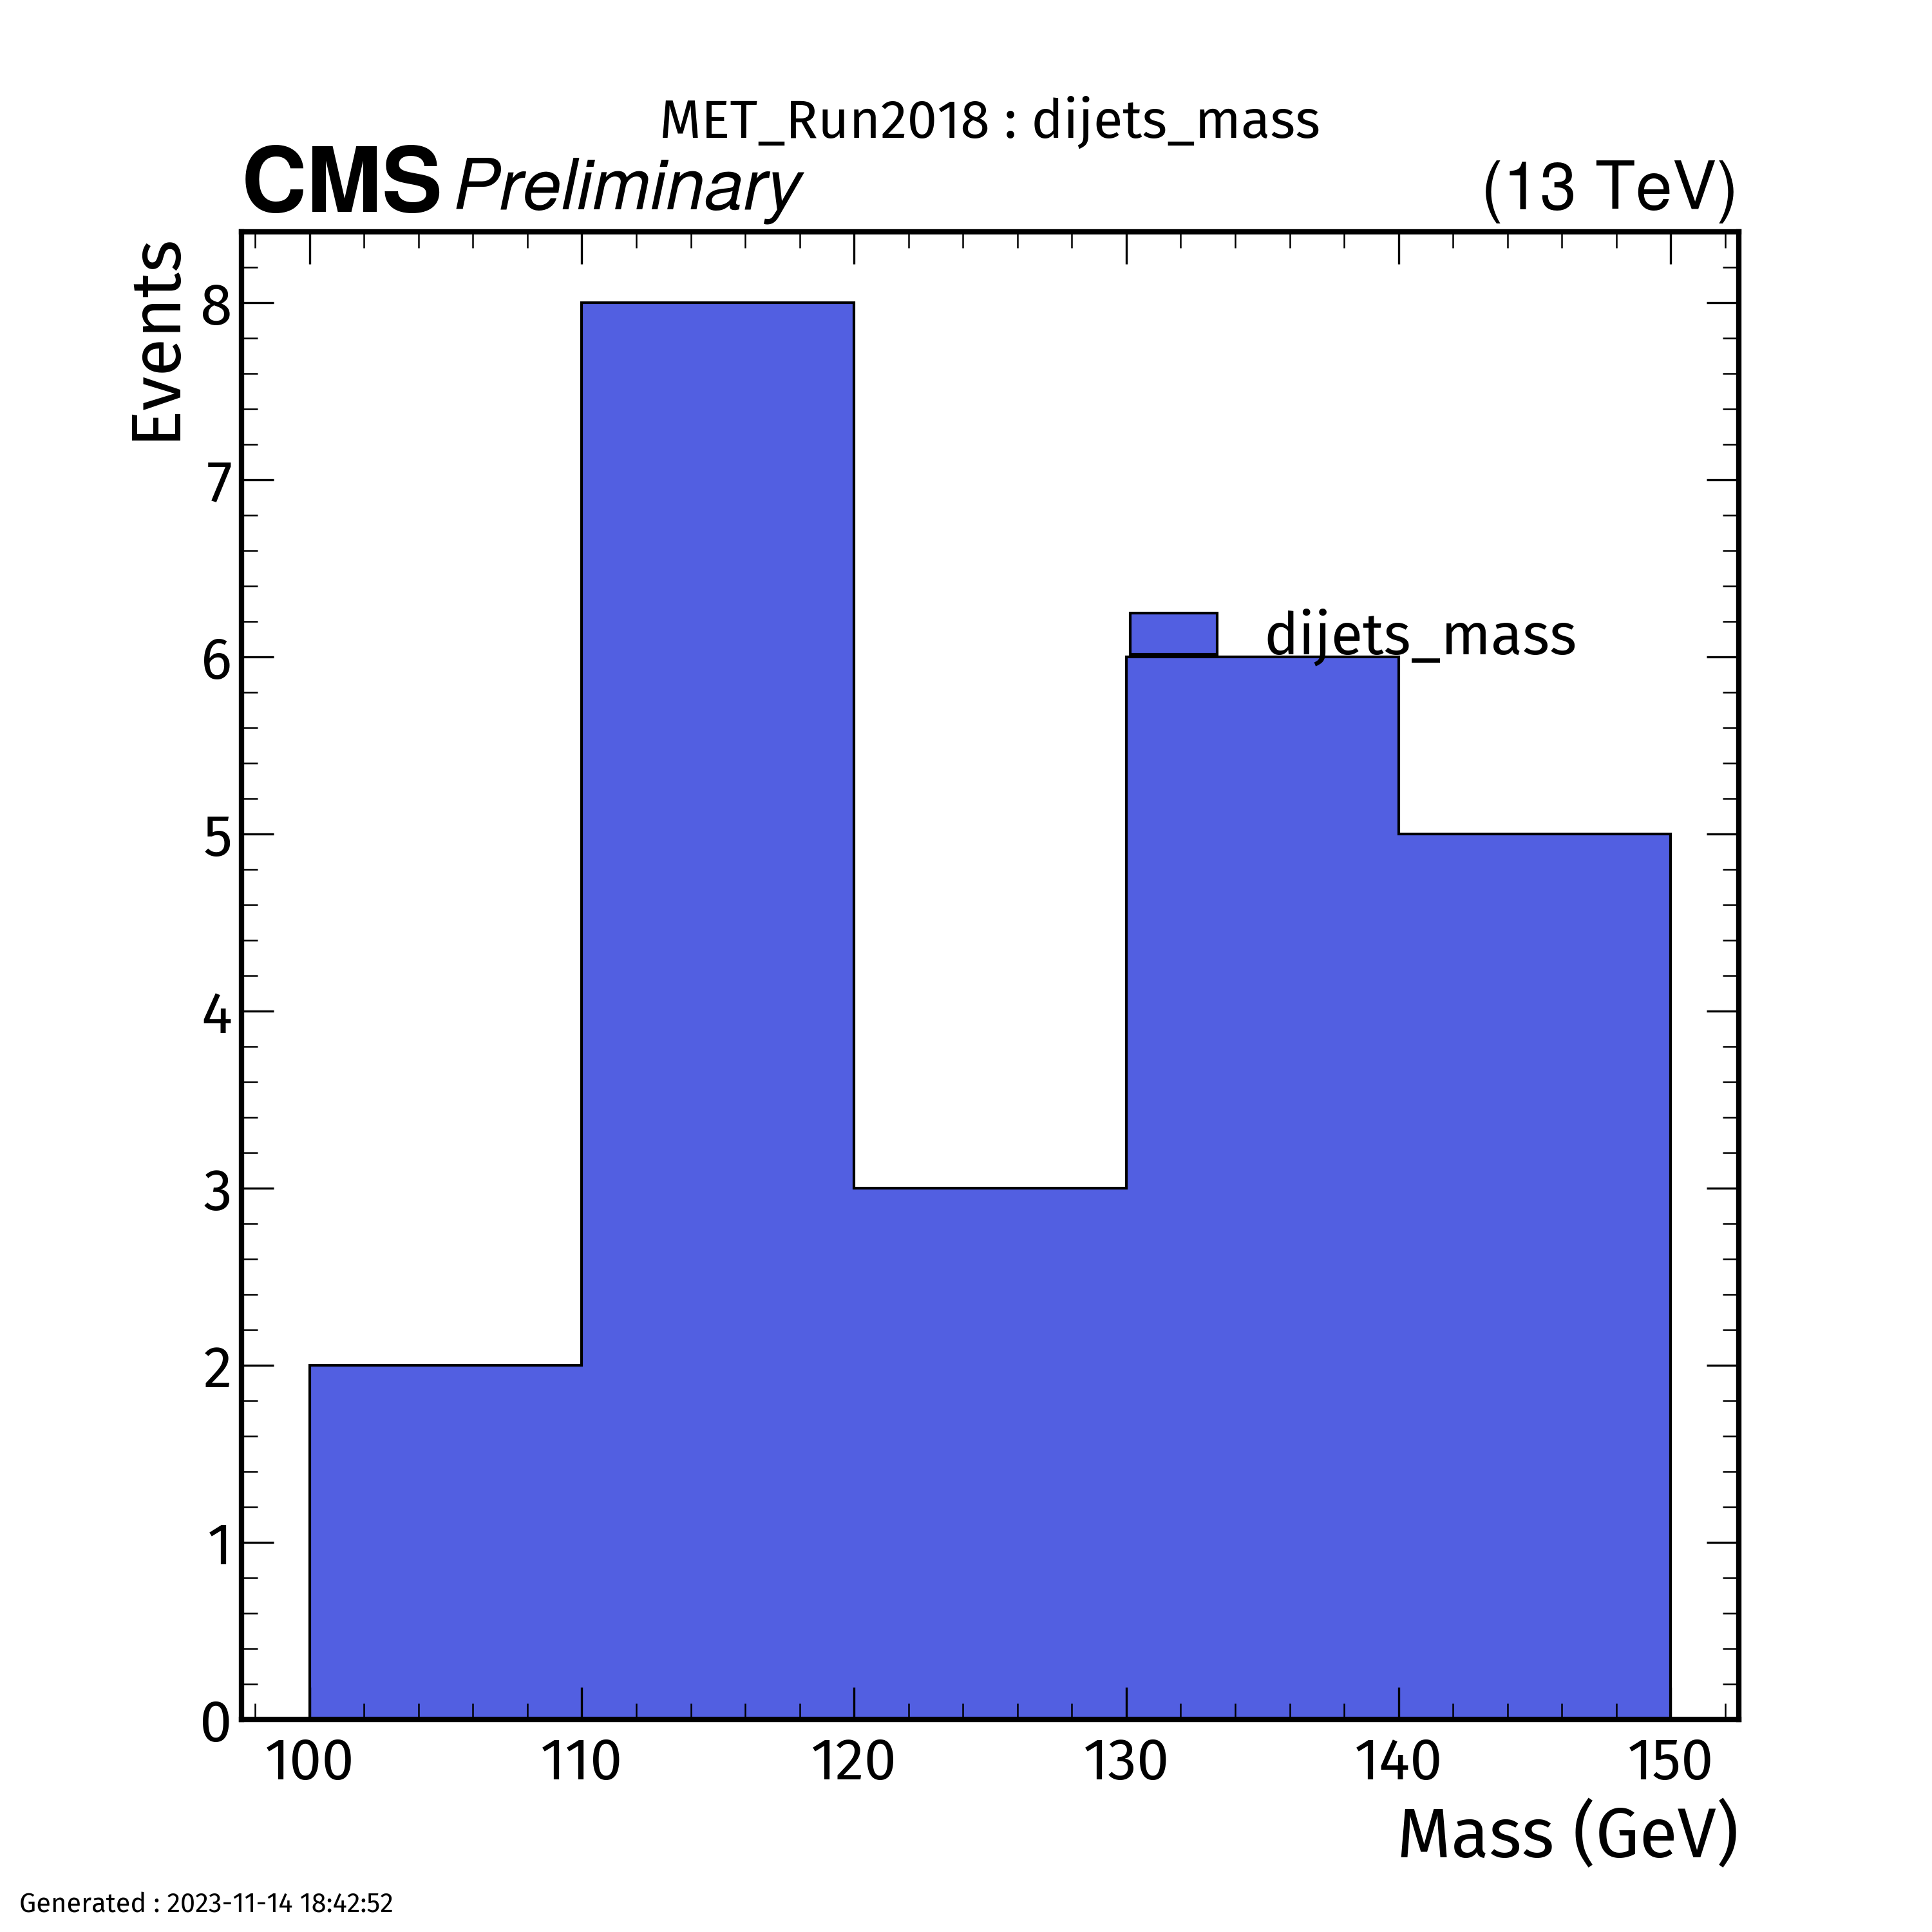 MET_Run2018 : dijets_mass
CMS Preliminary
(13 TeV)
Events
8
7
dijets_mass
6
5
4
3
2
1
0
100 110 120 130 140 150
Mass (GeV)
Generated : 2023-11-14 18:42:52